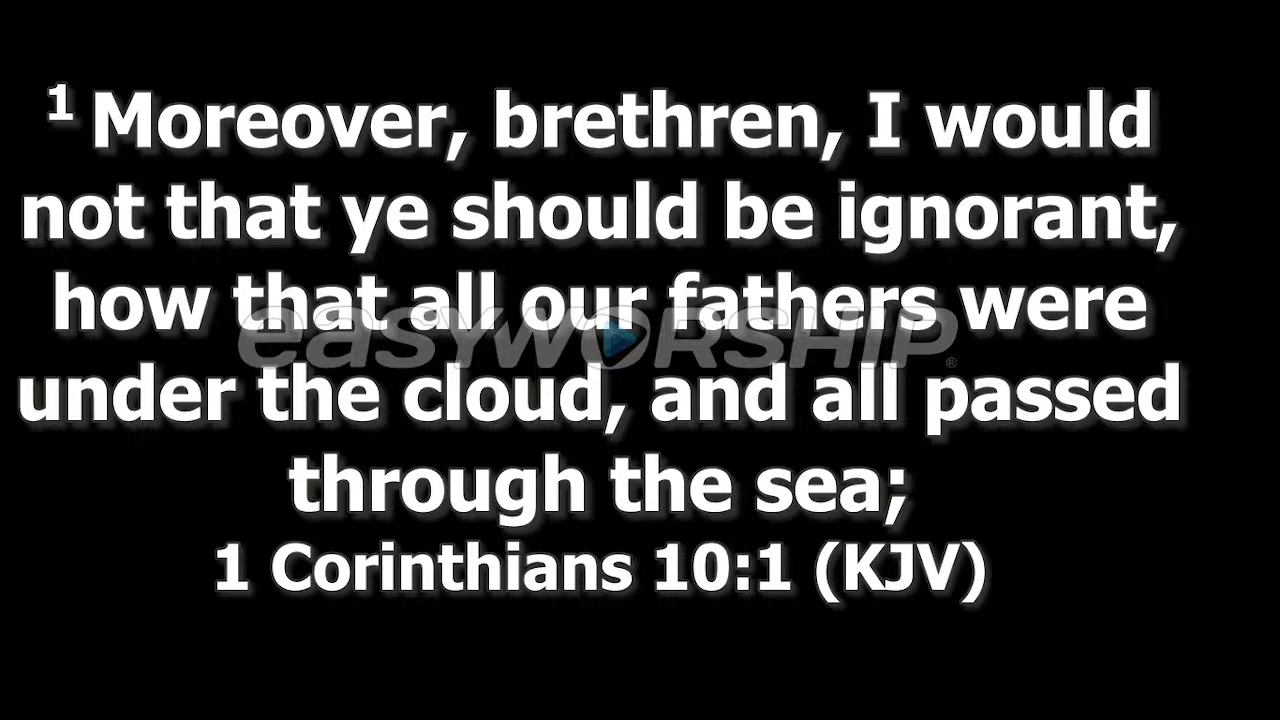 1 Moreover, brethren, I would
not that ye should be ignorant,
how that all our fathers were
easyworship®
under the cloud, and all passed
through the sea;
1 Corinthians 10:1 (KJV)